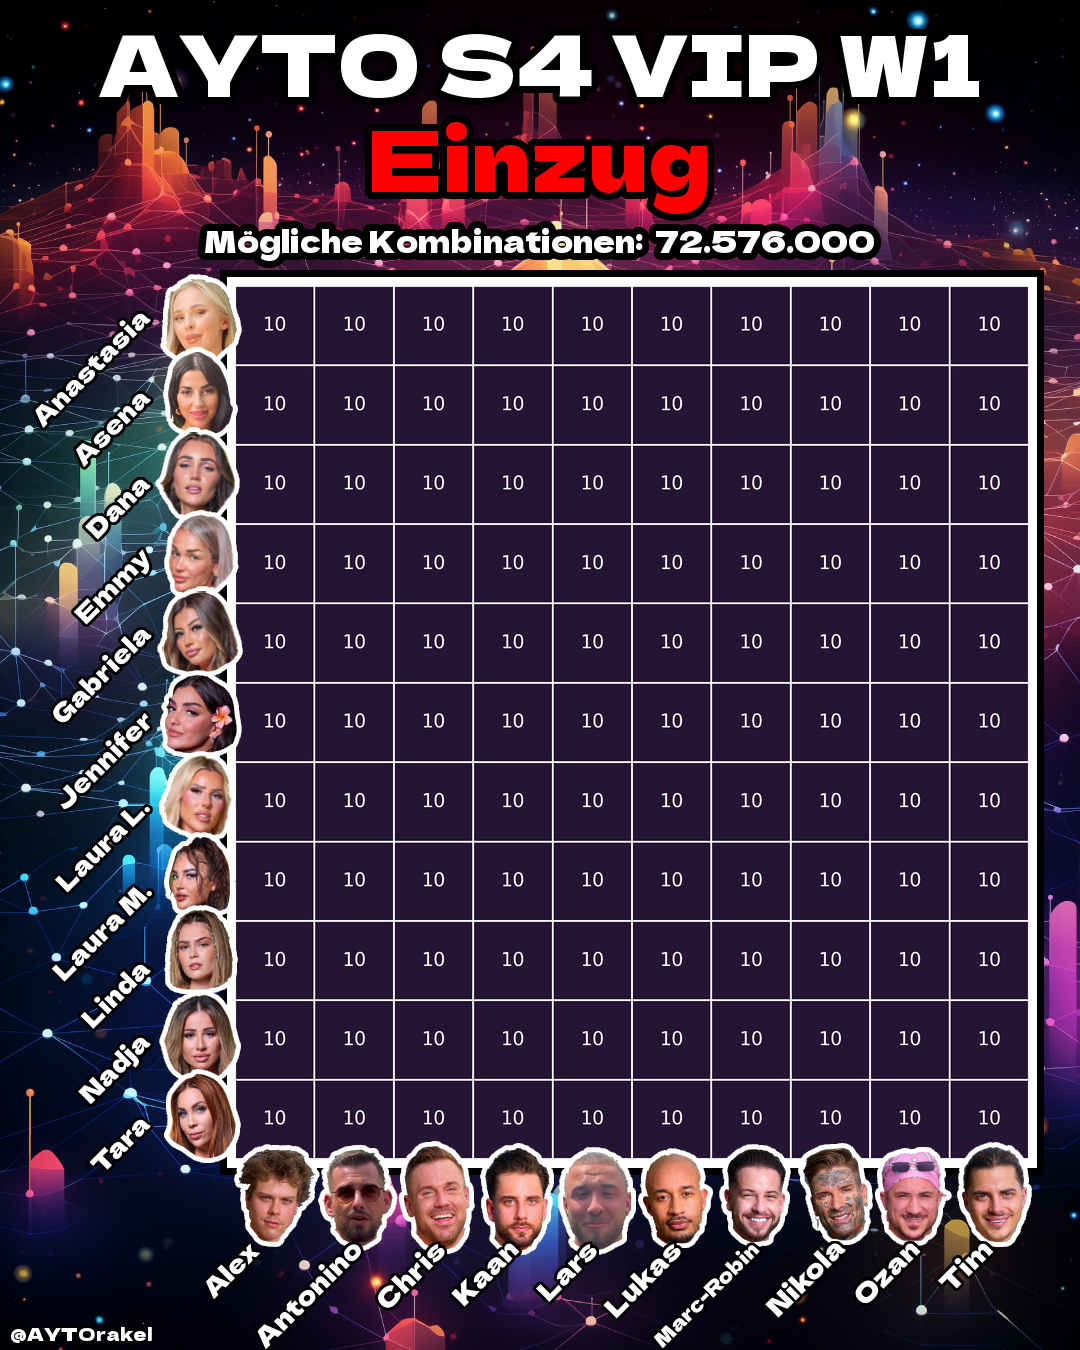 AYTO S4 VIP W1
Einzug
Mögliche Kombinationen: 72.576.000
Anastasia 10 10 10 10 10 10 10 10 10 10
Asena 10 10 10 10 10 10 10 10 10 10
Dana 10 10 10 10 10 10 10 10 10 10
Emmy 10 10 10 10 10 10 10 10 10 10
Gabriela 10 10 10 10 10 10 10 10 10 10
Jennifer 10 10 10 10 10 10 10 10 10 10
Laura L. 10 10 10 10 10 10 10 10 10 10
Laura M. 10 10 10 10 10 10 10 10 10 10
Linda 10 10 10 10 10 10 10 10 10 10
Nadja 10 10 10 10 10 10 10 10 10 10
Tara 10 10 10 10 10 10 10 10 10 10
Alex Antonino Chris Kaan Lars Lukas Marc-Robin Nikola Ozan Tim
@AYTOrakel